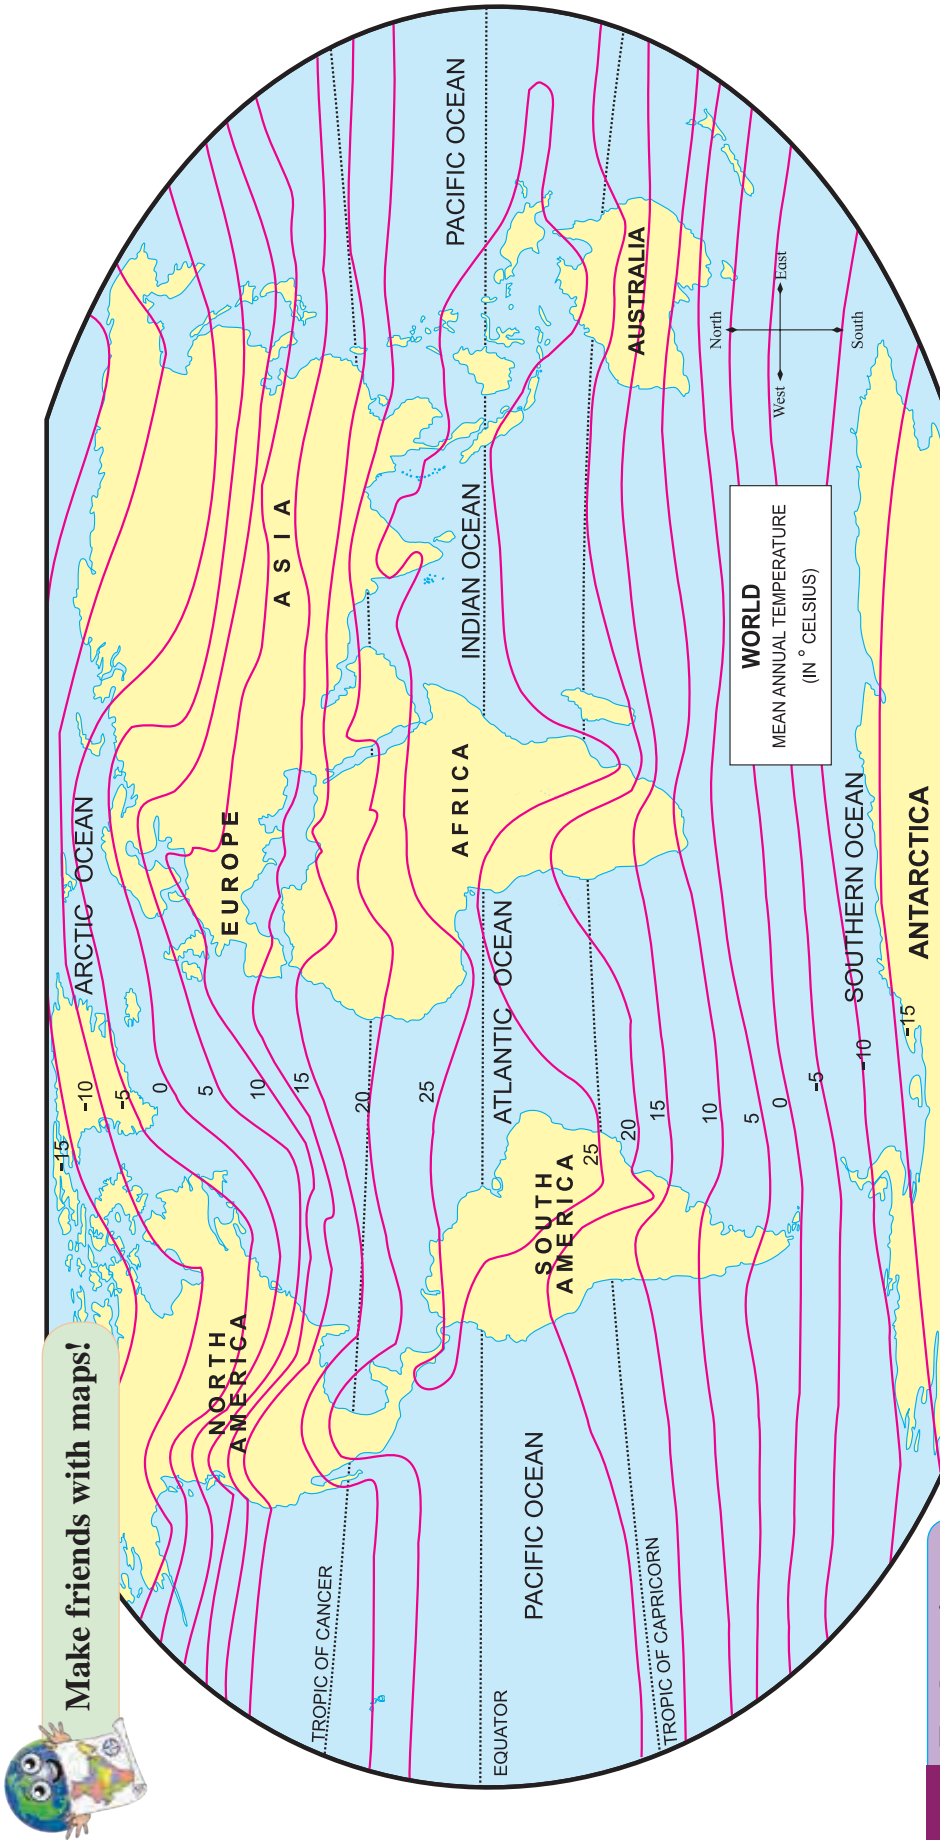 Make friends with maps!
ARCTIC OCEAN
-15
-10
-5
0
5
10
15
20
25
NORTH
AMERICA
EUROPE
ASIA
TROPIC OF CANCER
PACIFIC OCEAN
AFRICA
ATLANTIC OCEAN
INDIAN OCEAN
EQUATOR
PACIFIC OCEAN
SOUTH
AMERICA
AUSTRALIA
25
20
15
10
5
0
-5
-10
-15
TROPIC OF CAPRICORN
North
West
East
South
WORLD
MEAN ANNUAL TEMPERATURE
(IN ° CELSIUS)
SOUTHERN OCEAN
ANTARCTICA